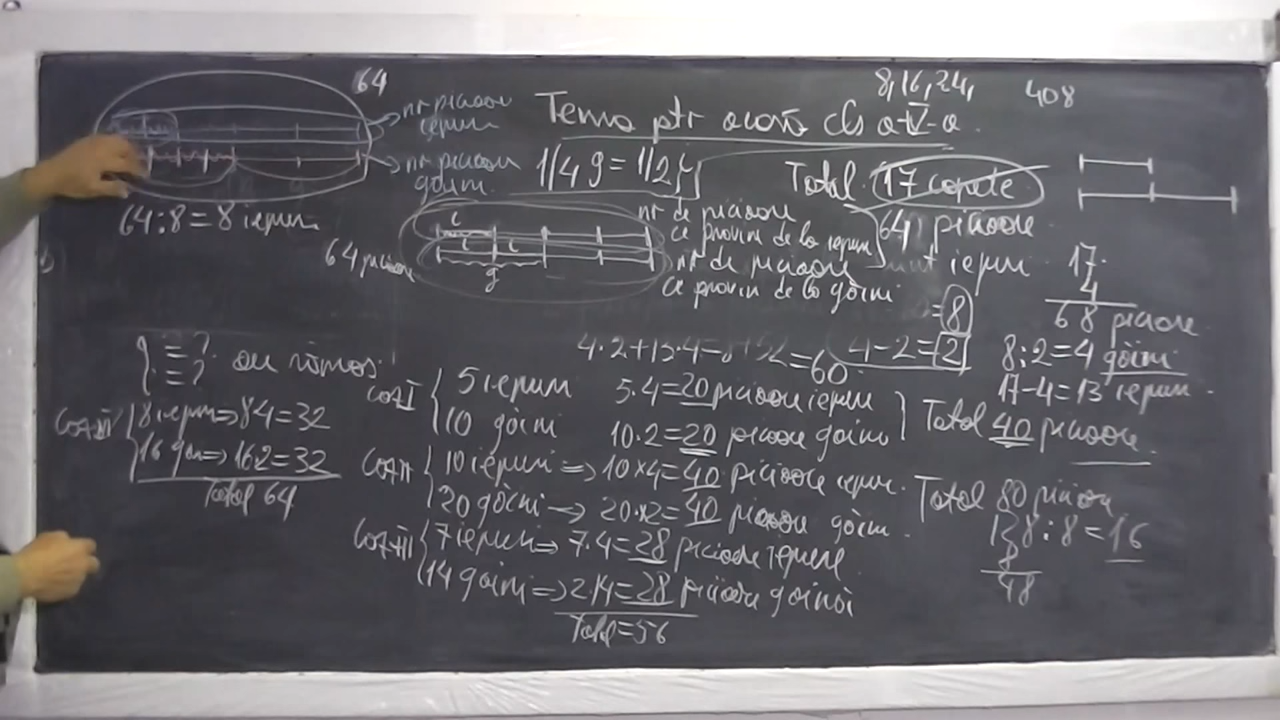 64
nr picioare
iepuri
nr picioare
găini
64:8=8 iepuri
Tema ptr acasă cls a-V-a
8,16,24,
408
1/4 g = 1/2
Total 17 capete
64 picioare
iepuri
nr de picioare
ce provin de la iepuri
nr de picioare
ce provin de la găini
64 picioare
i
i i
g
17
4
68 picioare
=8
4·2+13·4=8+52=60
4-2=2
8:2=4 găini
17-4=13 iepuri
=?
=? au rămas
Caz I
5 iepuri 5·4=20 picioare iepuri
10 găini 10·2=20 picioare găini
Total 40 picioare
Caz II
10 iepuri => 10×4=40 picioare iepuri
20 găini -> 20×2=40 picioare găini
Total 80 picioare
Caz III
7 iepuri => 7·4=28 picioare iepure
14 găini => 2·14=28 picioare găini
Total=56
8 iepuri => 8·4=32
16 găini => 16·2=32
Total 64
128:8=16
8
48